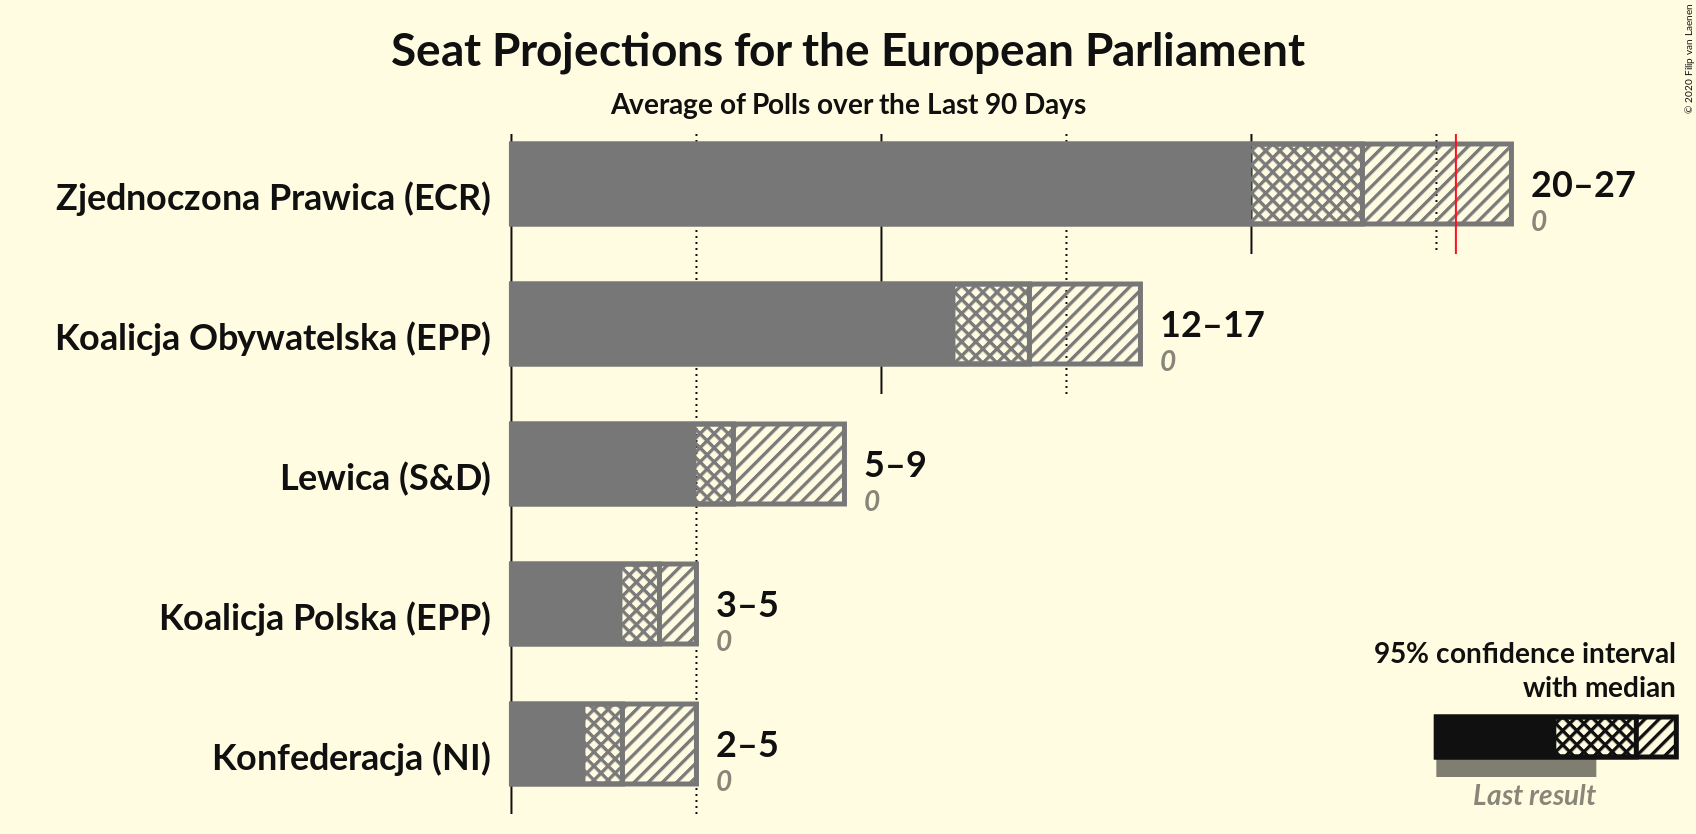 Seat Projections for the European Parliament
Average of Polls over the Last 90 Days
© 2020 Filip van Laenen
Zjednoczona Prawica (ECR)
20–27
0
Koalicja Obywatelska (EPP)
12–17
0
Lewica (S&D)
5–9
0
Koalicja Polska (EPP)
3–5
0
Konfederacja (NI)
2–5
0
95% confidence interval
with median
Last result